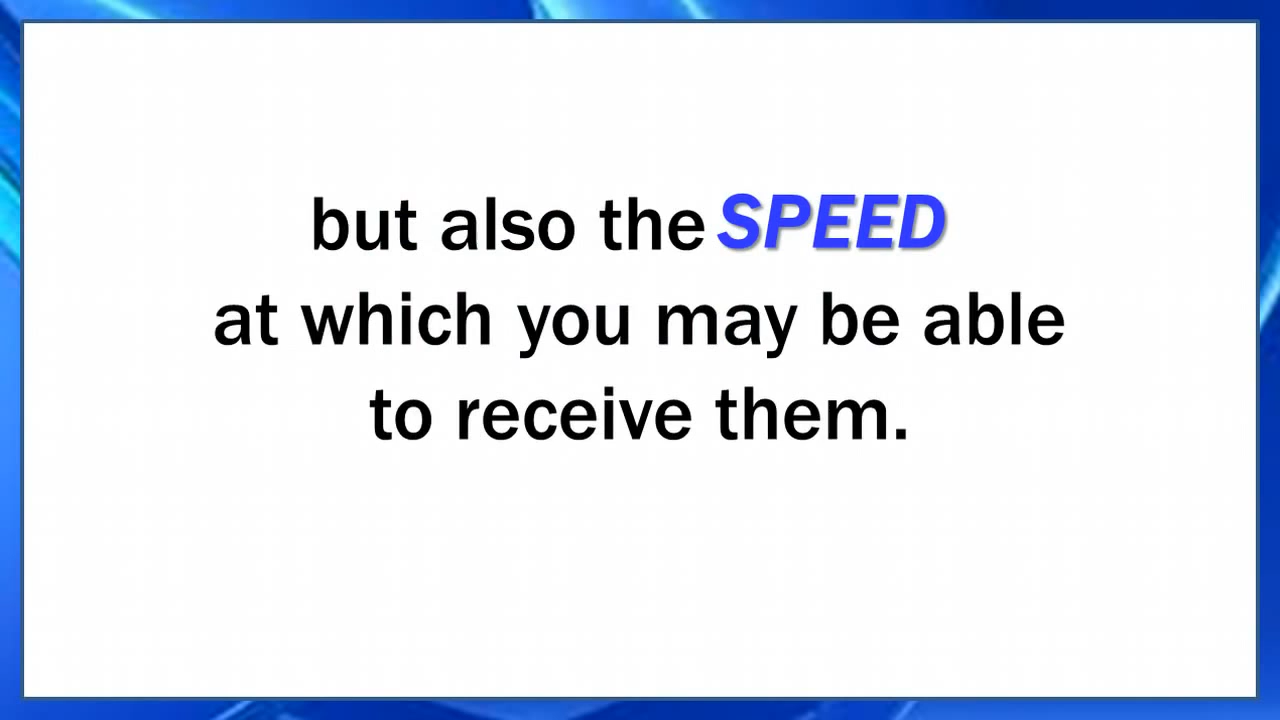 but also the SPEED
at which you may be able
to receive them.